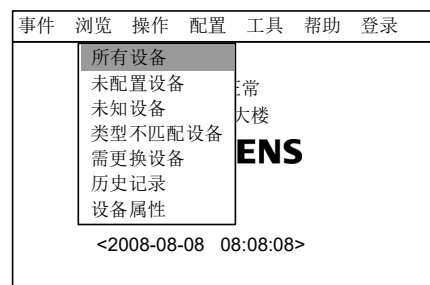 事件 浏览 操作 配置 工具 帮助 登录
所有设备
未配置设备
常
未知设备
大楼
类型不匹配设备
需更换设备
ENS
历史记录
设备属性
<2008-08-08 08:08:08>